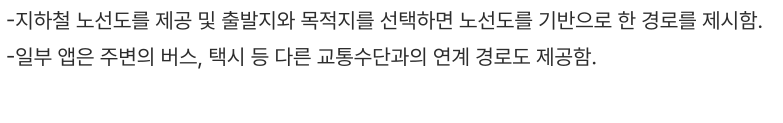 -지하철 노선도를 제공 및 출발지와 목적지를 선택하면 노선도를 기반으로 한 경로를 제시함.
-일부 앱은 주변의 버스, 택시 등 다른 교통수단과의 연계 경로도 제공함.